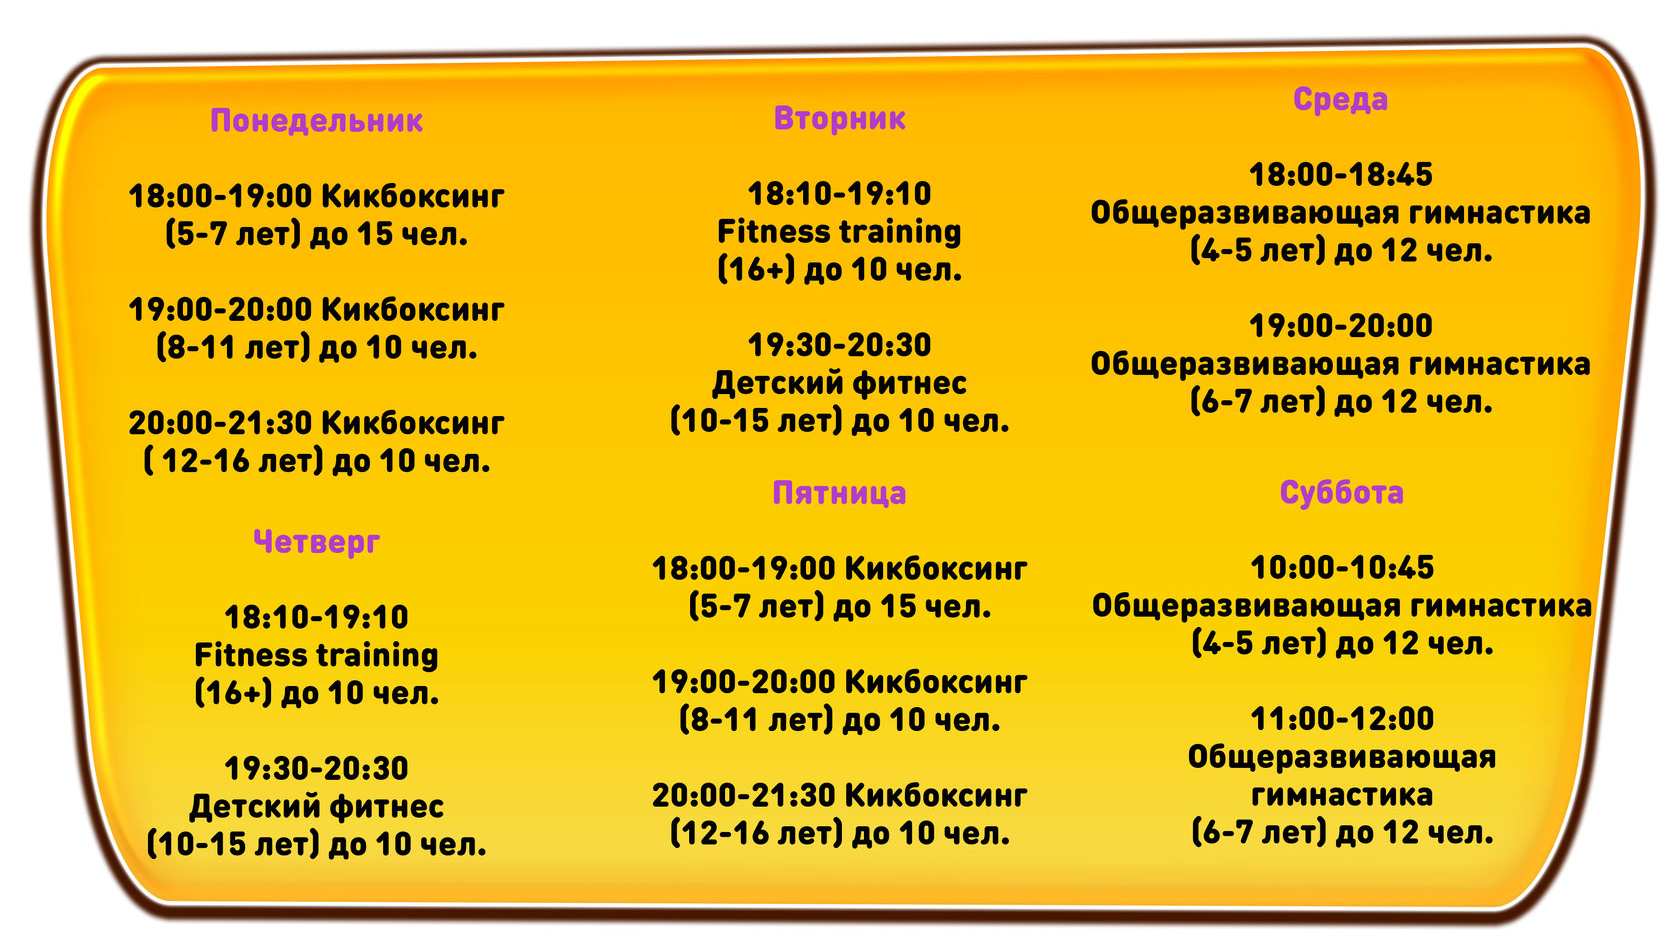 Понедельник
18:00-19:00 Кикбоксинг
(5-7 лет) до 15 чел.
19:00-20:00 Кикбоксинг
(8-11 лет) до 10 чел.
20:00-21:30 Кикбоксинг
( 12-16 лет) до 10 чел.
Вторник
18:10-19:10
Fitness training
(16+) до 10 чел.
19:30-20:30
Детский фитнес
(10-15 лет) до 10 чел.
Среда
18:00-18:45
Общеразвивающая гимнастика
(4-5 лет) до 12 чел.
19:00-20:00
Общеразвивающая гимнастика
(6-7 лет) до 12 чел.
Четверг
18:10-19:10
Fitness training
(16+) до 10 чел.
19:30-20:30
Детский фитнес
(10-15 лет) до 10 чел.
Пятница
18:00-19:00 Кикбоксинг
(5-7 лет) до 15 чел.
19:00-20:00 Кикбоксинг
(8-11 лет) до 10 чел.
20:00-21:30 Кикбоксинг
(12-16 лет) до 10 чел.
Суббота
10:00-10:45
Общеразвивающая гимнастика
(4-5 лет) до 12 чел.
11:00-12:00
Общеразвивающая
гимнастика
(6-7 лет) до 12 чел.